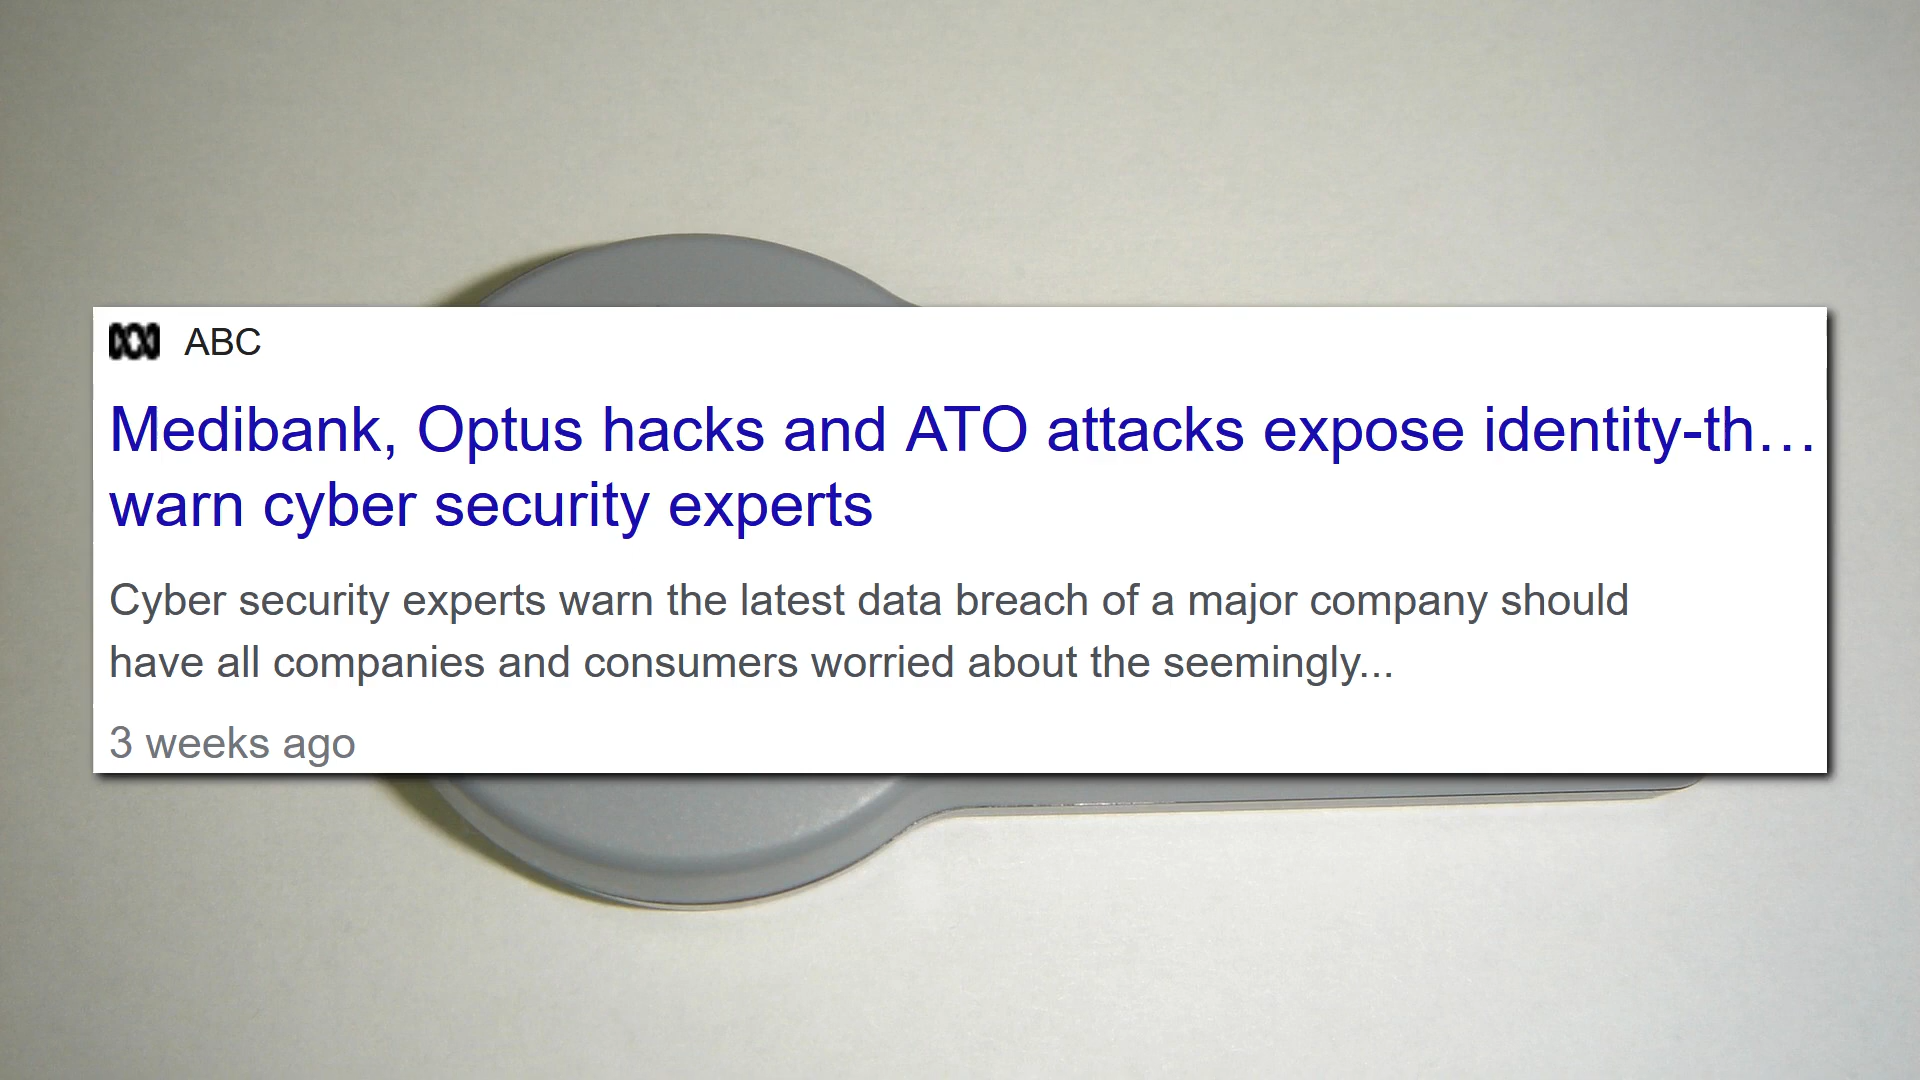 ABC
Medibank, Optus hacks and ATO attacks expose identity-th...
warn cyber security experts
Cyber security experts warn the latest data breach of a major company should
have all companies and consumers worried about the seemingly...
3 weeks ago